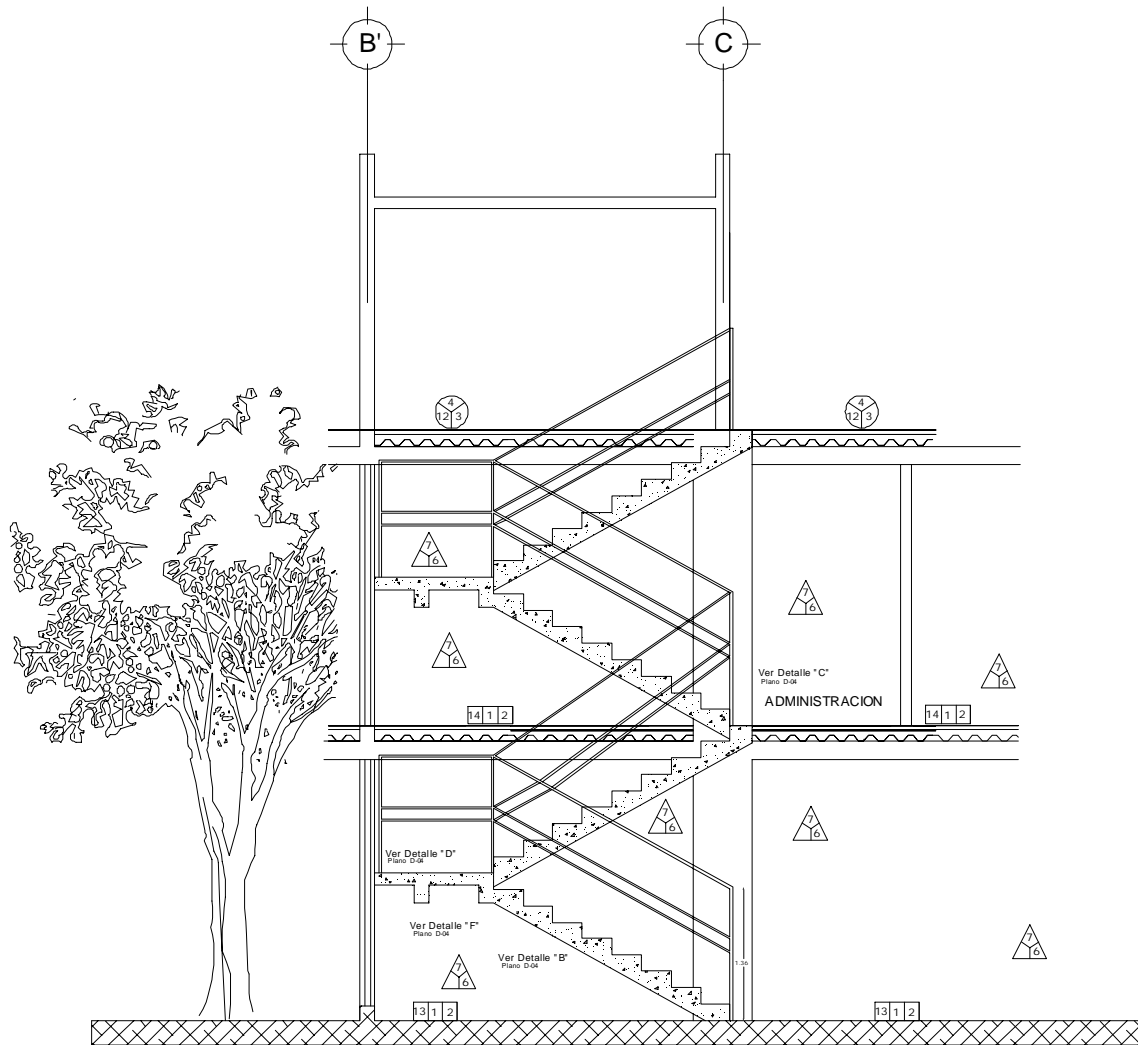 B'
C
4
12 3
4
12 3
7
6
7
6
7
6
7
6
Ver Detalle "C"
Plano D-04
ADMINISTRACION
14 1 2
14 1 2
7
6
7
6
Ver Detalle "D"
Plano D-04
Ver Detalle "F"
Plano D-04
7
6
Ver Detalle "B"
Plano D-04
1.36
7
6
13 1 2
13 1 2